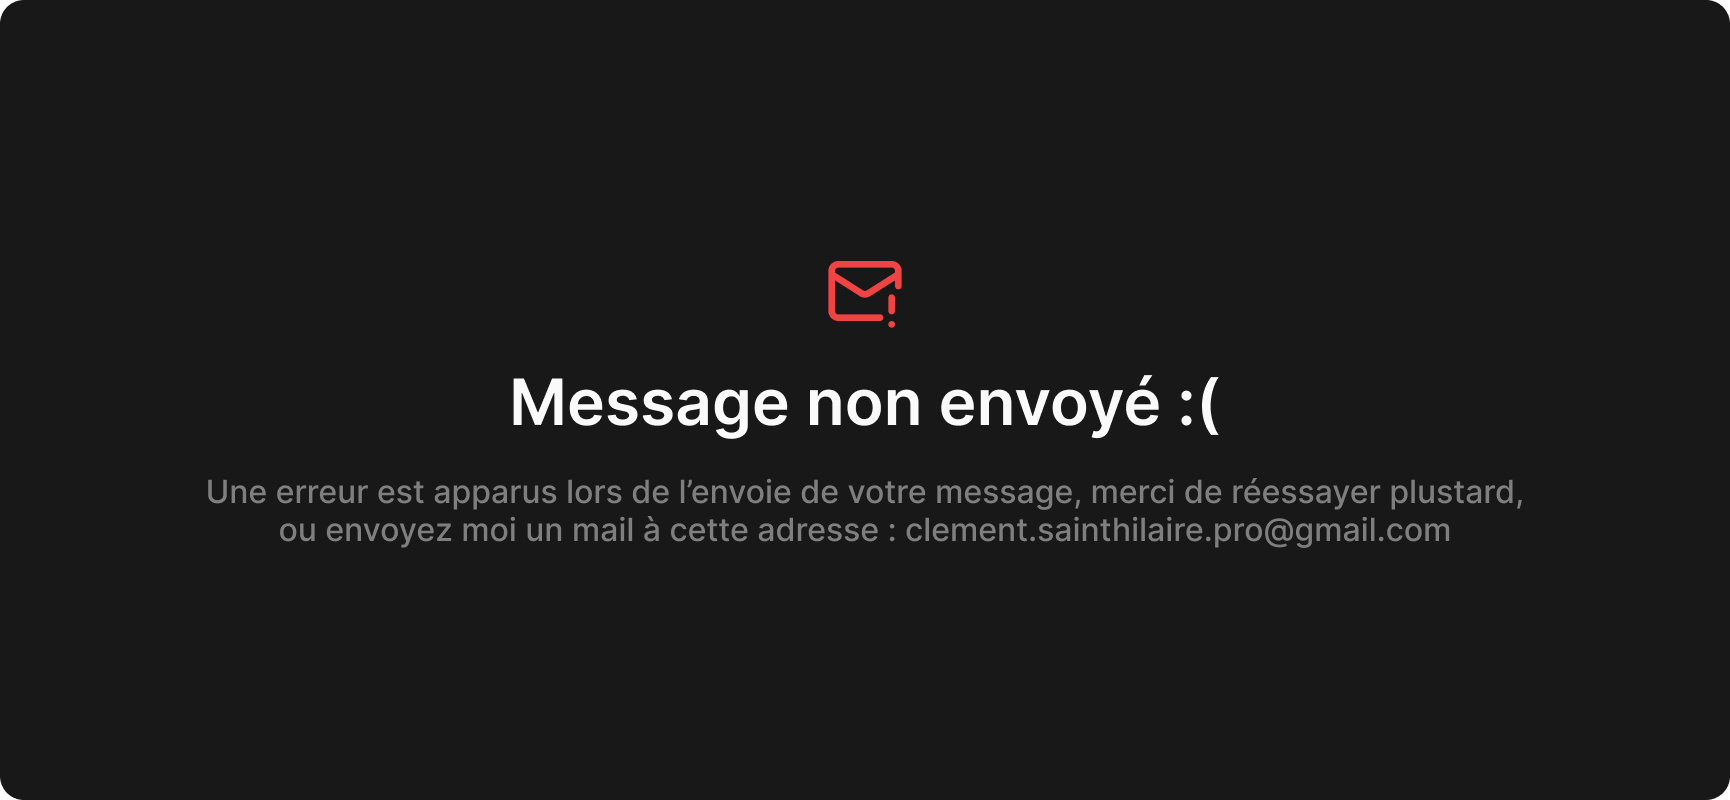 Message non envoyé :(
Une erreur est apparus lors de l’envoie de votre message, merci de réessayer plustard,
ou envoyez moi un mail à cette adresse : clement.sainthilaire.pro@gmail.com